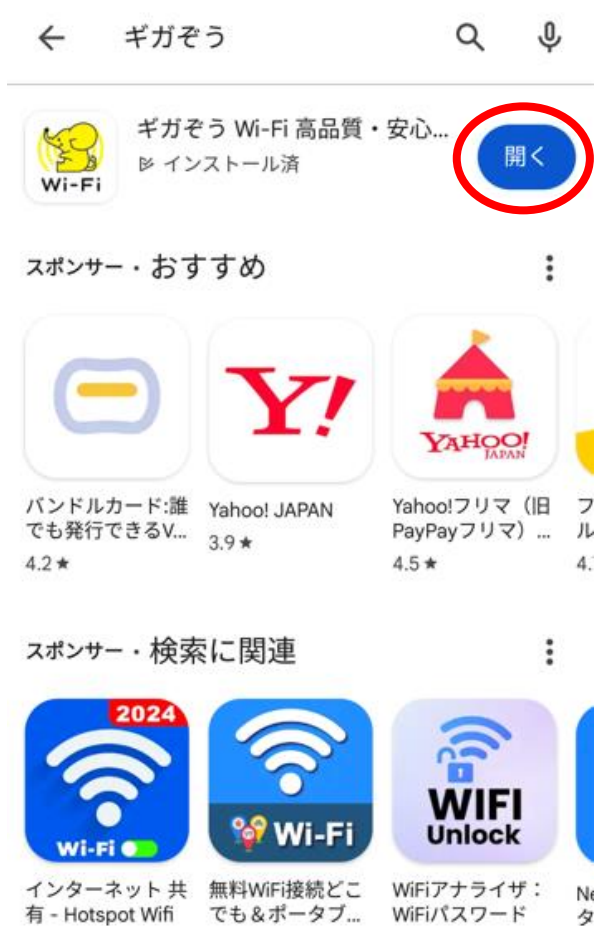 ギガぞう
ギガぞう Wi-Fi 高品質・安心...
インストール済
開く
Wi-Fi
スポンサー・おすすめ
Y!
YAHOO!
JAPAN
バンドルカード:誰
でも発行できるV...
4.2★
Yahoo! JAPAN
3.9★
Yahoo!フリマ（旧
PayPayフリマ）...
4.5★
フ
ル
スポンサー・検索に関連
2024
Wi-Fi
Wi-Fi
WIFI
Unlock
インターネット 共
有 - Hotspot Wifi
無料WiFi接続どこ
でも＆ポータブ...
WiFiアナライザ：
WiFiパスワード
Ne
タ